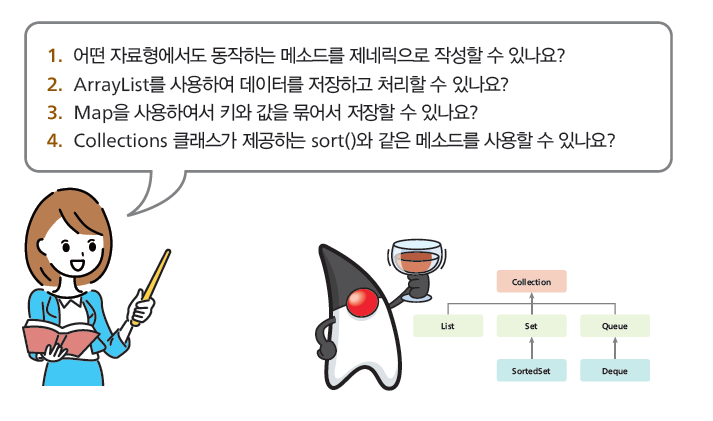 1. 어떤 자료형에서도 동작하는 메소드를 제네릭으로 작성할 수 있나요?
2. ArrayList를 사용하여 데이터를 저장하고 처리할 수 있나요?
3. Map을 사용하여서 키와 값을 묶어서 저장할 수 있나요?
4. Collections 클래스가 제공하는 sort()와 같은 메소드를 사용할 수 있나요?
Collection
List Set Queue
SortedSet Deque